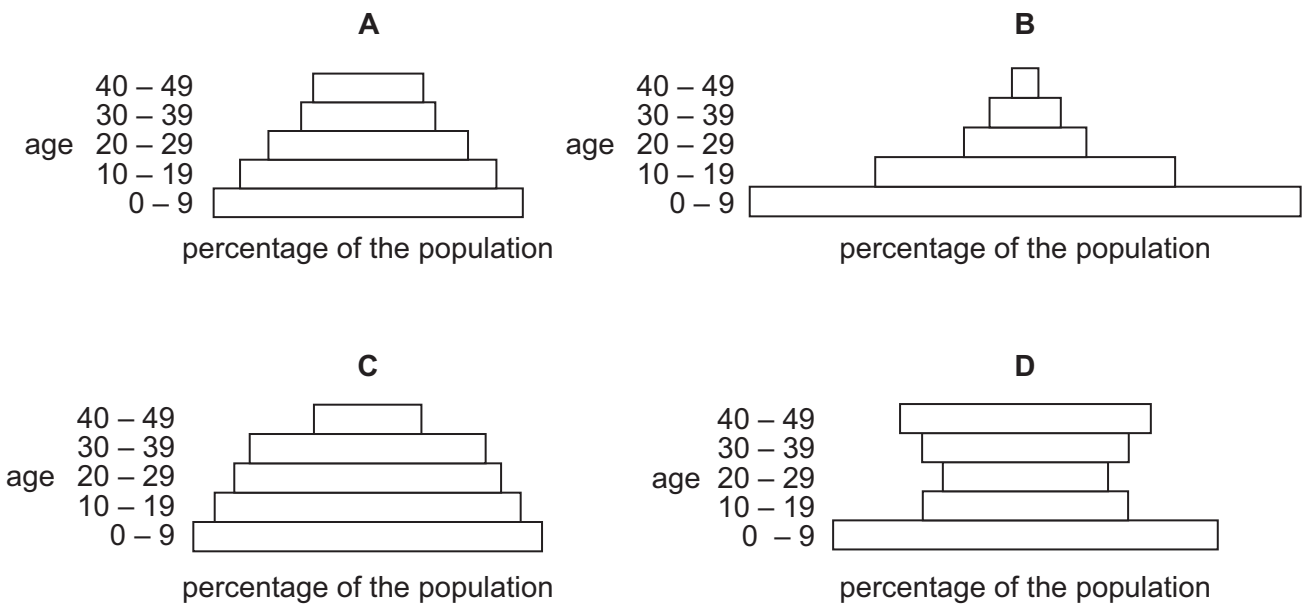 A
40 – 49
30 – 39
age 20 – 29
10 – 19
0 – 9
percentage of the population
B
40 – 49
30 – 39
age 20 – 29
10 – 19
0 – 9
percentage of the population
C
40 – 49
30 – 39
age 20 – 29
10 – 19
0 – 9
percentage of the population
D
40 – 49
30 – 39
age 20 – 29
10 – 19
0 – 9
percentage of the population